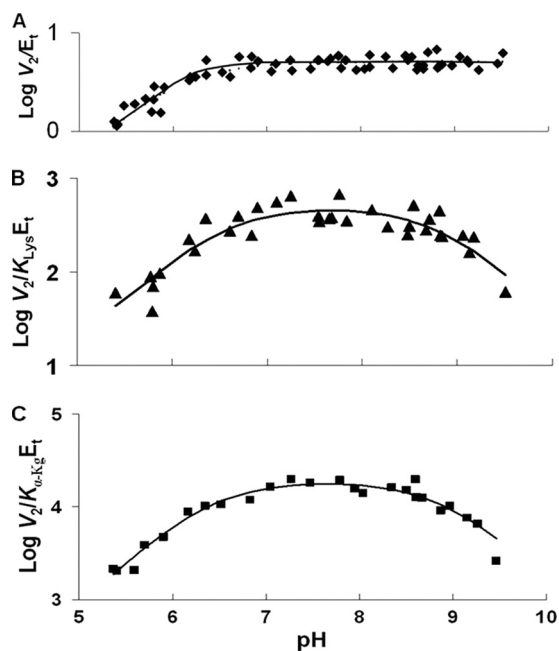 A
Log V2/Et
1
0
B
Log V2/KLysEt
3
2
1
C
Log V2/Kα-KgEt
5
4
3
5 6 7 8 9 10
pH